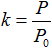 k = P / P₀